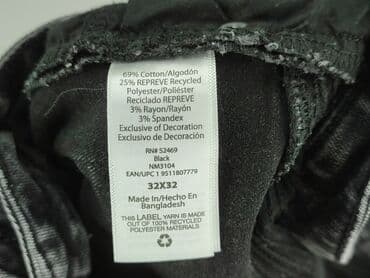 69% Cotton/Algodón
25% REPREVE Recycled
Polyester/Poliéster
Reciclado REPREVE
3% Rayon/Rayón
3% Spandex
Exclusive of Decoration
Exclusivo de Decoración
RN# 52469
Black
NM3104
EAN/UPC 1 9511807779
32X32
Made In/Hecho En
Bangladesh
THIS LABEL YARN IS MADE
OUT OF 100% RECYCLED
POLYESTER MATERIALS